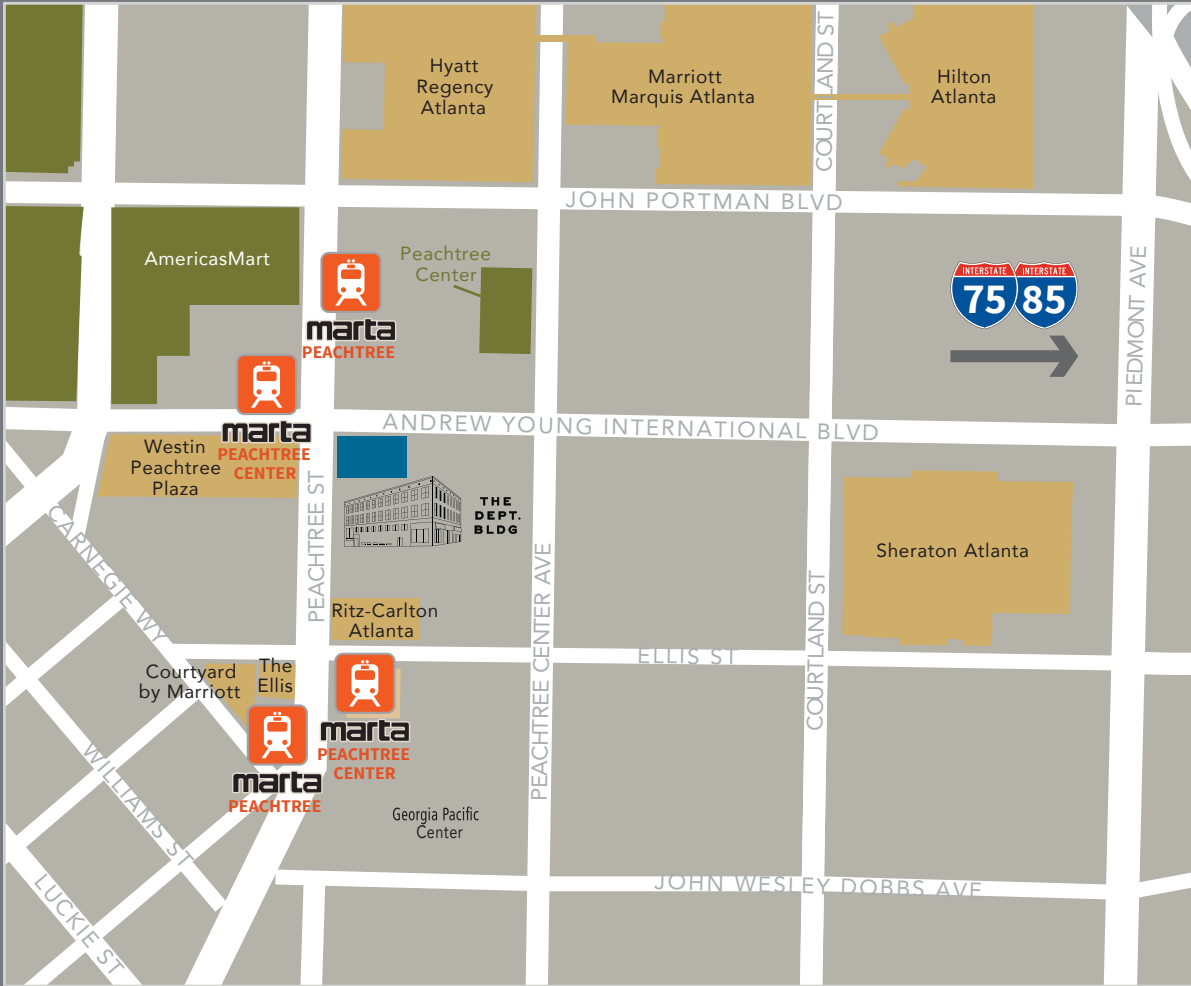 Hyatt
Regency
Atlanta
Marriott
Marquis Atlanta
COURTLAND ST
Hilton
Atlanta
JOHN PORTMAN BLVD
AmericasMart
Peachtree
Center
marta
PEACHTREE
INTERSTATE
75
INTERSTATE
85
PIEDMONT AVE
marta
PEACHTREE
CENTER
ANDREW YOUNG INTERNATIONAL BLVD
Westin
Peachtree
Plaza
PEACHTREE ST
THE
DEPT.
BLDG
CARNEGIE WY
Sheraton Atlanta
Ritz-Carlton
Atlanta
PEACHTREE CENTER AVE
COURTLAND ST
ELLIS ST
Courtyard
by Marriott
The
Ellis
marta
PEACHTREE
CENTER
marta
PEACHTREE
WILLIAMS ST
Georgia Pacific
Center
LUCKIE ST
JOHN WESLEY DOBBS AVE